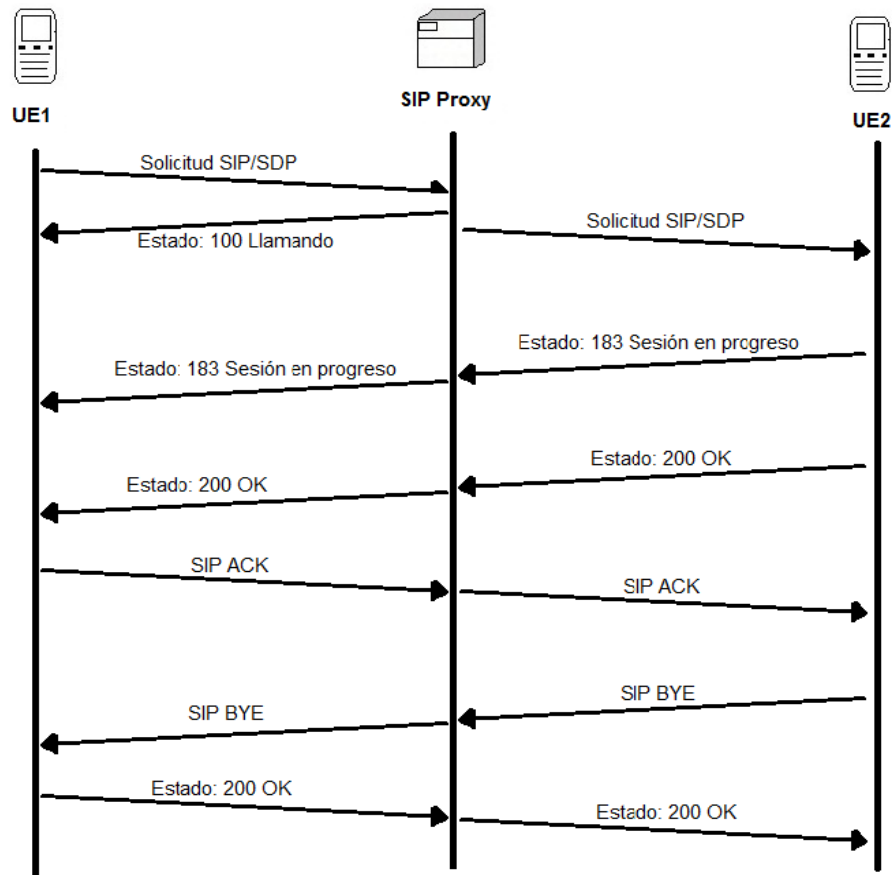 SIP Proxy
UE1
UE2
Solicitud SIP/SDP
Estado: 100 Llamando
Solicitud SIP/SDP
Estado: 183 Sesión en progreso
Estado: 183 Sesión en progreso
Estado: 200 OK
Estado: 200 OK
SIP ACK
SIP ACK
SIP BYE
SIP BYE
Estado: 200 OK
Estado: 200 OK